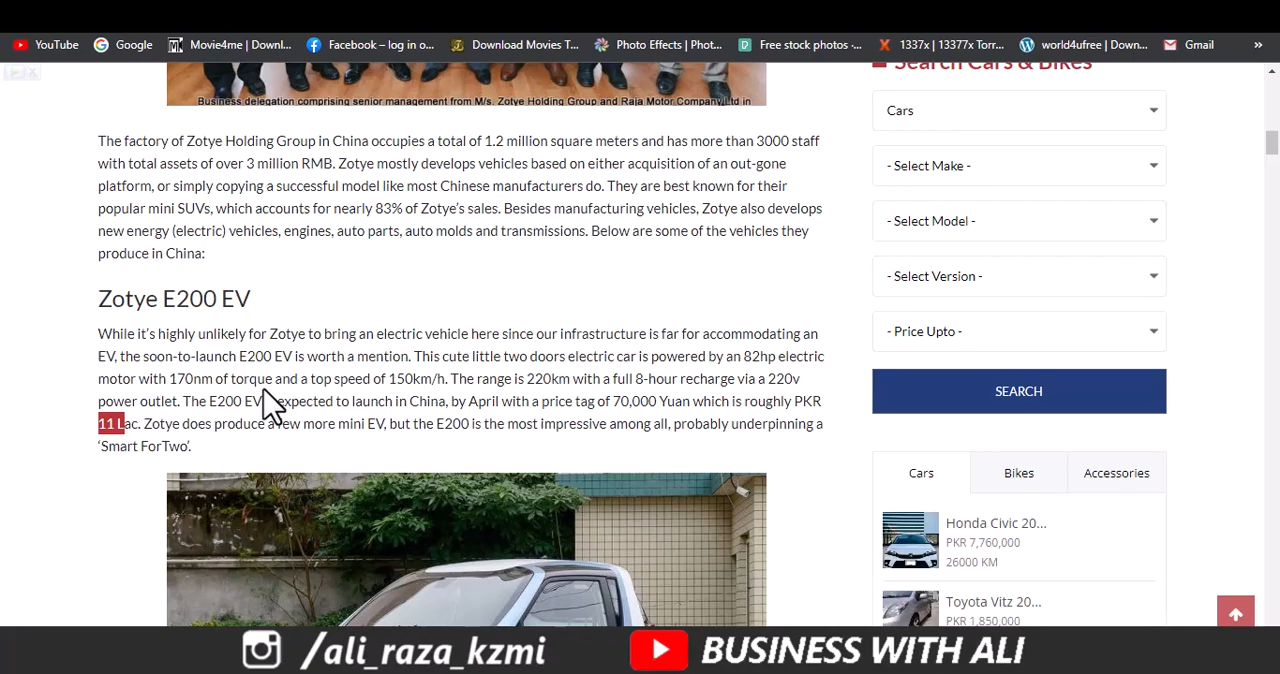 YouTube
Google
Movie4me | Downl...
Facebook – log in o...
Download Movies T...
Photo Effects | Phot...
Free stock photos -...
1337x | 13377x Torr...
world4ufree | Down...
Gmail
»
Business delegation comprising senior management from M/s. Zotye Holding Group and Raja Motor Company Ltd in
The factory of Zotye Holding Group in China occupies a total of 1.2 million square meters and has more than 3000 staff
with total assets of over 3 million RMB. Zotye mostly develops vehicles based on either acquisition of an out-gone
platform, or simply copying a successful model like most Chinese manufacturers do. They are best known for their
popular mini SUVs, which accounts for nearly 83% of Zotye's sales. Besides manufacturing vehicles, Zotye also develops
new energy (electric) vehicles, engines, auto parts, auto molds and transmissions. Below are some of the vehicles they
produce in China:
Zotye E200 EV
While it's highly unlikely for Zotye to bring an electric vehicle here since our infrastructure is far for accommodating an
EV, the soon-to-launch E200 EV is worth a mention. This cute little two doors electric car is powered by an 82hp electric
motor with 170nm of torque and a top speed of 150km/h. The range is 220km with a full 8-hour recharge via a 220v
power outlet. The E200 EV expected to launch in China, by April with a price tag of 70,000 Yuan which is roughly PKR
11 Lac. Zotye does produce a few more mini EV, but the E200 is the most impressive among all, probably underpinning a
‘Smart ForTwo’.
Search Cars & Bikes
Cars
- Select Make -
- Select Model -
- Select Version -
- Price Upto -
SEARCH
Cars
Bikes
Accessories
Honda Civic 20...
PKR 7,760,000
26000 KM
Toyota Vitz 20...
PKR 1,850,000
/ali_raza_kzmi
BUSINESS WITH ALI